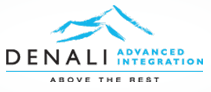 DENALI ADVANCED
INTEGRATION
ABOVE THE REST